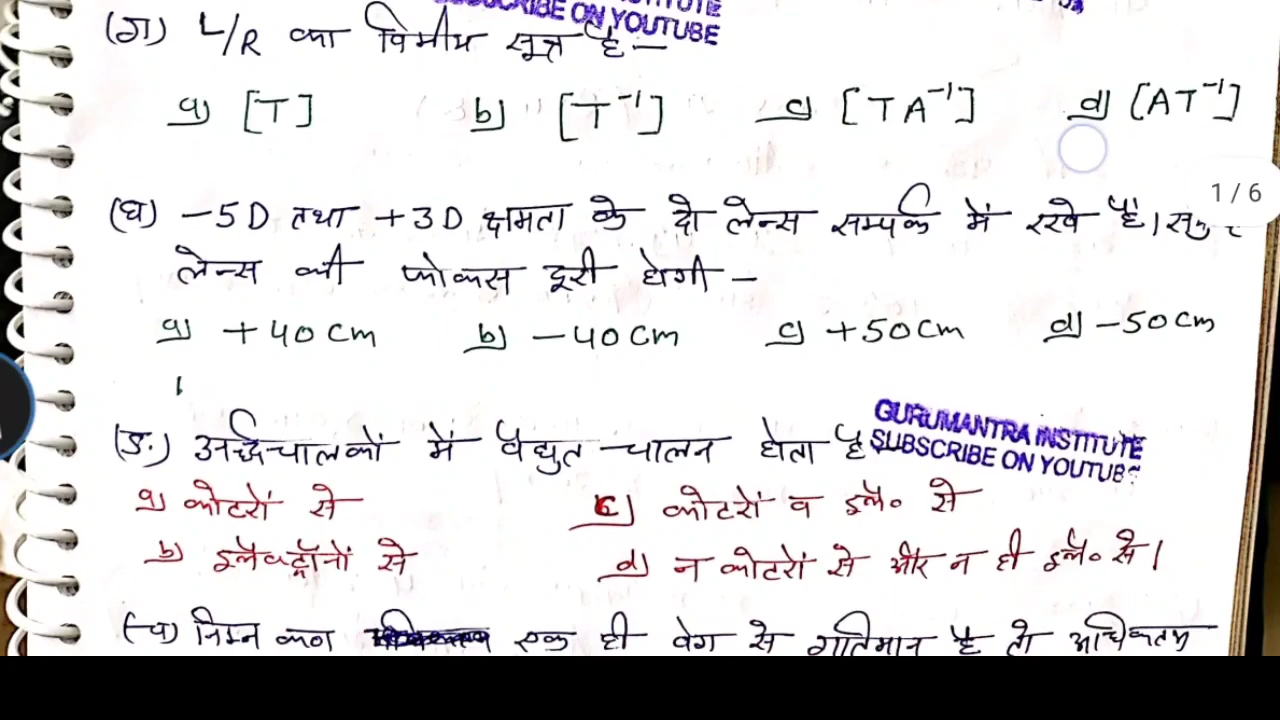 SUBSCRIBE ON YOUTUBE
(ग) L/R का विमीय सूत्र है —
a) [T] b) [T⁻¹] c) [TA⁻¹] d) [AT⁻¹]
1 / 6
(घ) -5D तथा +3D क्षमता के दो लेन्स सम्पर्क में रखे हैं।
लेन्स की फोकस दूरी होगी —
a) +40 cm b) -40 cm c) +50 cm d) -50 cm
GURUMANTRA INSTITUTE
SUBSCRIBE ON YOUTUBE
(ङ.) अर्द्धचालकों में वैद्युत चालन होता है
a) कोटरों से c) कोटरों व इलै० से
b) इलैक्ट्रॉनों से d) न कोटरों से और न ही इलै० से।
(च) निम्न कण एक ही वेग से गतिमान है तो अधिकतम